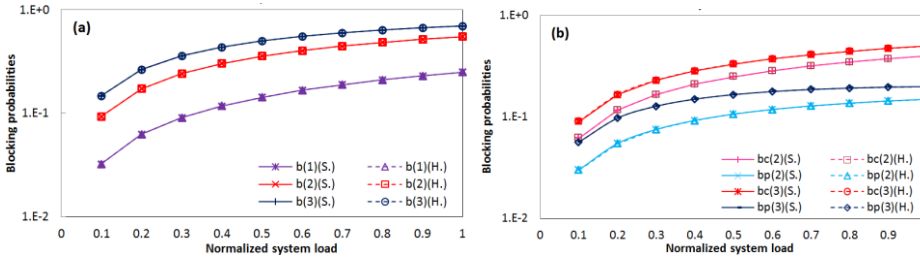 (a)
Blocking probabilities
1.E+0
1.E-1
1.E-2
b(1)(S.) b(1)(H.)
b(2)(S.) b(2)(H.)
b(3)(S.) b(3)(H.)
0 0.1 0.2 0.3 0.4 0.5 0.6 0.7 0.8 0.9 1
Normalized system load
(b)
Blocking probabilities
1.E+0
1.E-1
1.E-2
bc(2)(S.) bc(2)(H.)
bp(2)(S.) bp(2)(H.)
bc(3)(S.) bc(3)(H.)
bp(3)(S.) bp(3)(H.)
0 0.1 0.2 0.3 0.4 0.5 0.6 0.7 0.8 0.9
Normalized system load